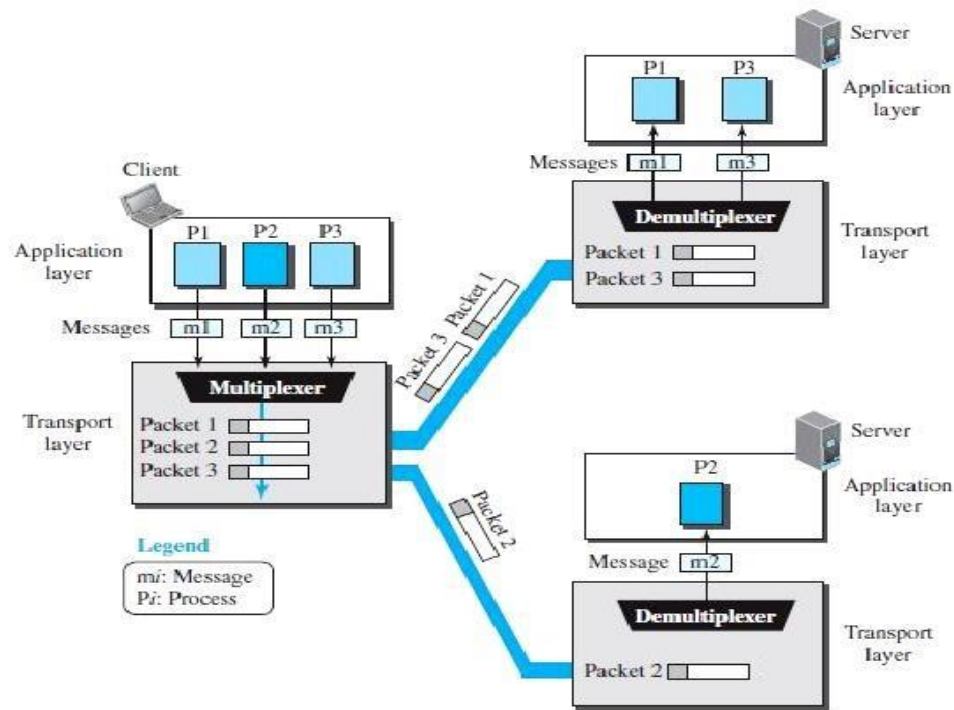 Server
P1 P3
Application
layer
Messages m1 m3
Demultiplexer
Packet 1
Packet 3
Transport
layer
Client
P1 P2 P3
Application
layer
Messages m1 m2 m3
Multiplexer
Packet 1
Packet 2
Packet 3
Transport
layer
Packet 1
Packet 3
Packet 2
Server
P2
Application
layer
Message m2
Demultiplexer
Packet 2
Transport
layer
Legend
mi: Message
Pi: Process